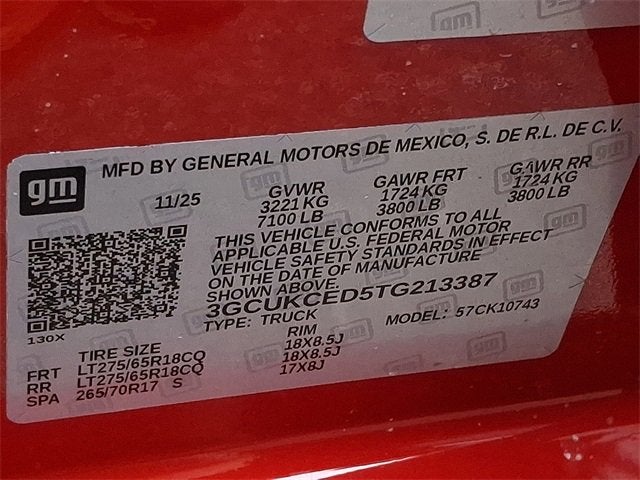 gm
MFD BY GENERAL MOTORS DE MEXICO, S. DE R.L. DE C.V.
11/25 GVWR GAWR FRT GAWR RR
3221 KG 1724 KG 1724 KG
7100 LB 3800 LB 3800 LB
THIS VEHICLE CONFORMS TO ALL
APPLICABLE U.S. FEDERAL MOTOR
VEHICLE SAFETY STANDARDS IN EFFECT
ON THE DATE OF MANUFACTURE
SHOWN ABOVE.
3GCUKCED5TG213387
TYPE: TRUCK MODEL: 57CK10743
130X
TIRE SIZE RIM
FRT LT275/65R18CQ 18X8.5J
RR LT275/65R18CQ 18X8.5J
SPA 265/70R17 S 17X8J